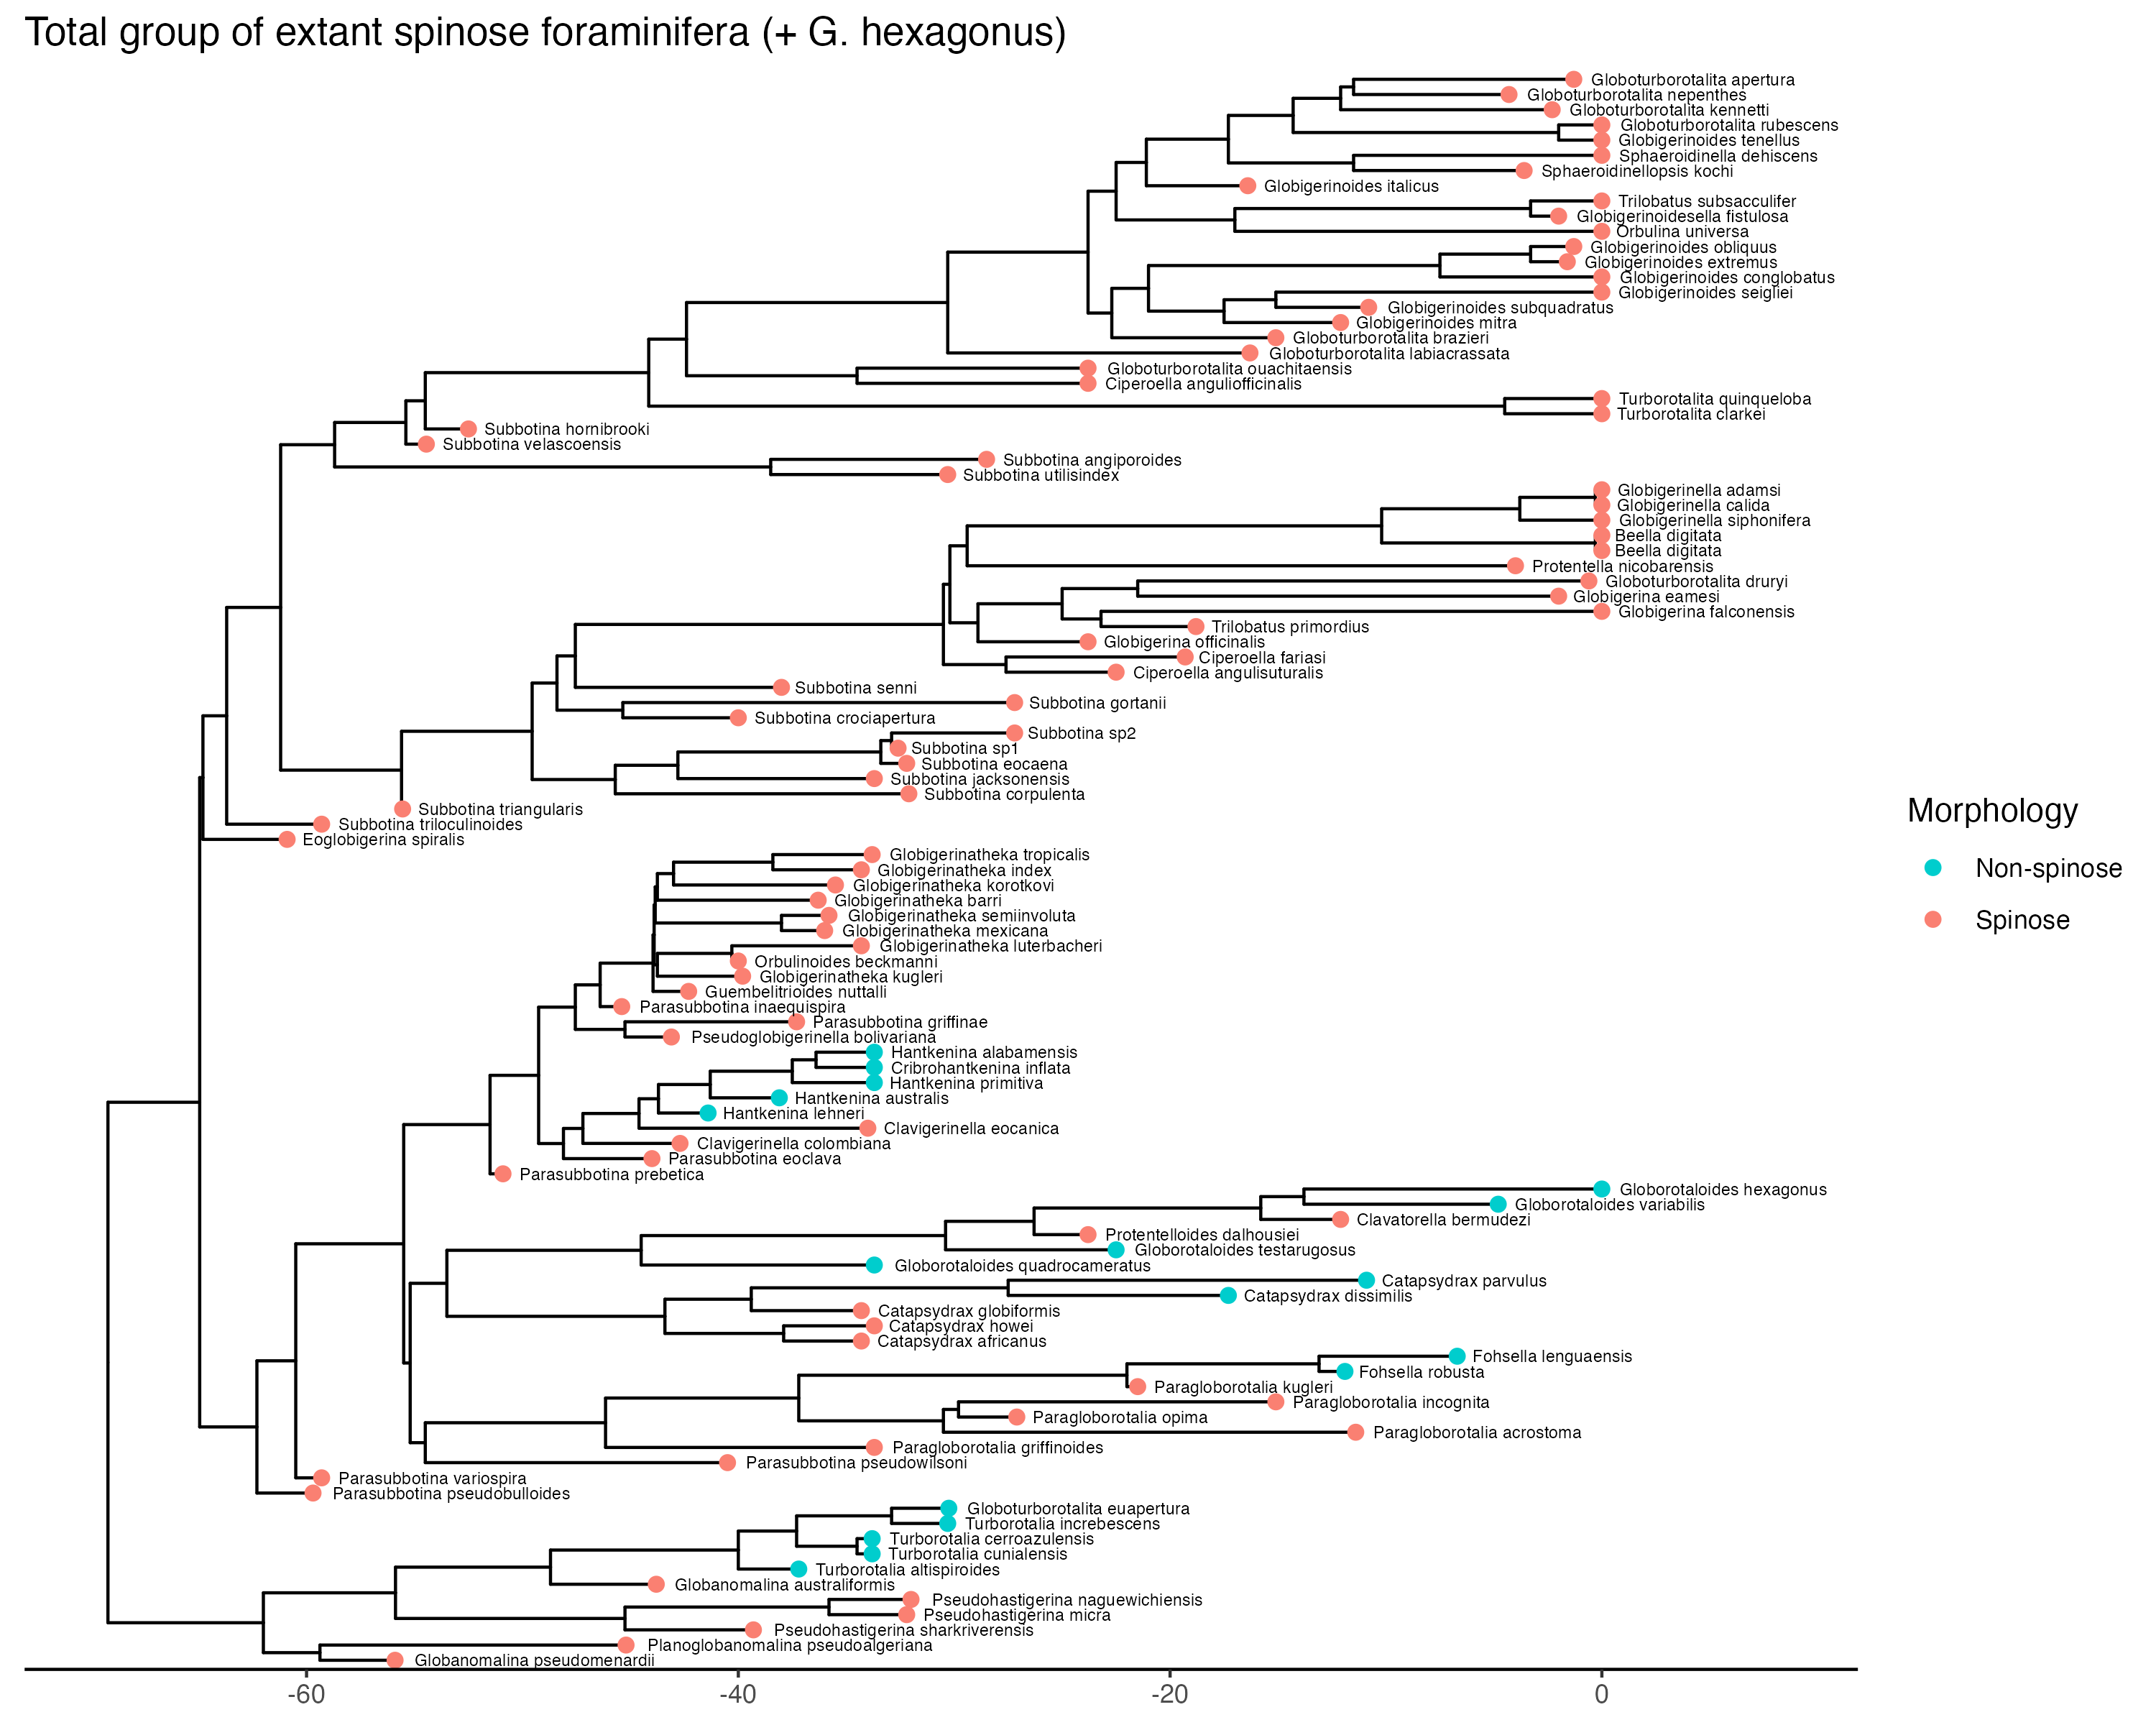 Total group of extant spinose foraminifera (+ G. hexagonus)
Globoturborotalita apertura
Globoturborotalita nepenthes
Globoturborotalita kennetti
Globoturborotalita rubescens
Globigerinoides tenellus
Sphaeroidinella dehiscens
Sphaeroidinellopsis kochi
Globigerinoides italicus
Trilobatus subsacculifer
Globigerinoidesella fistulosa
Orbulina universa
Globigerinoides obliquus
Globigerinoides extremus
Globigerinoides conglobatus
Globigerinoides seigliei
Globigerinoides subquadratus
Globigerinoides mitra
Globoturborotalita brazieri
Globoturborotalita labiacrassata
Globoturborotalita ouachitaensis
Ciperoella anguliofficinalis
Turborotalita quinqueloba
Turborotalita clarkei
Subbotina hornibrooki
Subbotina velascoensis
Subbotina angiporoides
Subbotina utilisindex
Globigerinella adamsi
Globigerinella calida
Globigerinella siphonifera
Beella digitata
Beella digitata
Protentella nicobarensis
Globoturborotalita druryi
Globigerina eamesi
Globigerina falconensis
Trilobatus primordius
Globigerina officinalis
Ciperoella fariasi
Ciperoella angulisuturalis
Subbotina senni
Subbotina gortanii
Subbotina crociapertura
Subbotina sp2
Subbotina sp1
Subbotina eocaena
Subbotina jacksonensis
Subbotina corpulenta
Subbotina triangularis
Subbotina triloculinoides
Eoglobigerina spiralis
Globigerinatheka tropicalis
Globigerinatheka index
Globigerinatheka korotkovi
Globigerinatheka barri
Globigerinatheka semiinvoluta
Globigerinatheka mexicana
Globigerinatheka luterbacheri
Orbulinoides beckmanni
Globigerinatheka kugleri
Guembelitrioides nuttalli
Parasubbotina inaequispira
Parasubbotina griffinae
Pseudoglobigerinella bolivariana
Hantkenina alabamensis
Cribrohantkenina inflata
Hantkenina primitiva
Hantkenina australis
Hantkenina lehneri
Clavigerinella eocanica
Clavigerinella colombiana
Parasubbotina eoclava
Parasubbotina prebetica
Globorotaloides hexagonus
Globorotaloides variabilis
Clavatorella bermudezi
Protentelloides dalhousiei
Globorotaloides testarugosus
Globorotaloides quadrocameratus
Catapsydrax parvulus
Catapsydrax dissimilis
Catapsydrax globiformis
Catapsydrax howei
Catapsydrax africanus
Fohsella lenguaensis
Fohsella robusta
Paragloborotalia kugleri
Paragloborotalia incognita
Paragloborotalia opima
Paragloborotalia acrostoma
Paragloborotalia griffinoides
Parasubbotina pseudowilsoni
Parasubbotina variospira
Parasubbotina pseudobulloides
Globoturborotalita euapertura
Turborotalia increbescens
Turborotalia cerroazulensis
Turborotalia cunialensis
Turborotalia altispiroides
Globanomalina australiformis
Pseudohastigerina naguewichiensis
Pseudohastigerina micra
Pseudohastigerina sharkriverensis
Planoglobanomalina pseudoalgeriana
Globanomalina pseudomenardii
-60 -40 -20 0
Morphology
Non-spinose
Spinose